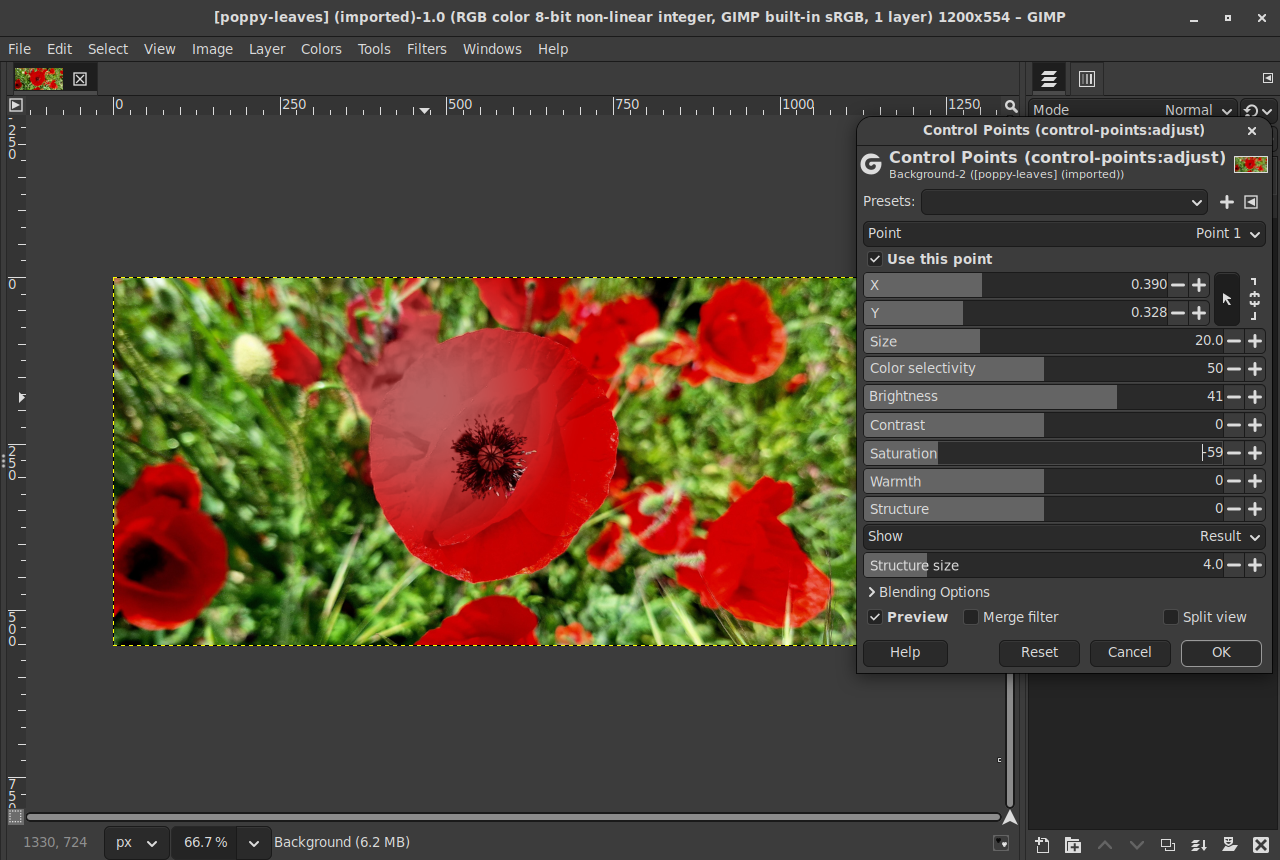 [poppy-leaves] (imported)-1.0 (RGB color 8-bit non-linear integer, GIMP built-in sRGB, 1 layer) 1200x554 – GIMP
File Edit Select View Image Layer Colors Tools Filters Windows Help
0 250 500 750 1000 1250
Mode Normal
Control Points (control-points:adjust)
Control Points (control-points:adjust)
Background-2 ([poppy-leaves] (imported))
Presets:
Point Point 1
Use this point
X 0.390
Y 0.328
Size 20.0
Color selectivity 50
Brightness 41
Contrast 0
Saturation -59
Warmth 0
Structure 0
Show Result
Structure size 4.0
Blending Options
Preview Merge filter Split view
Help Reset Cancel OK
250
0
250
500
750
1330, 724 px 66.7 % Background (6.2 MB)